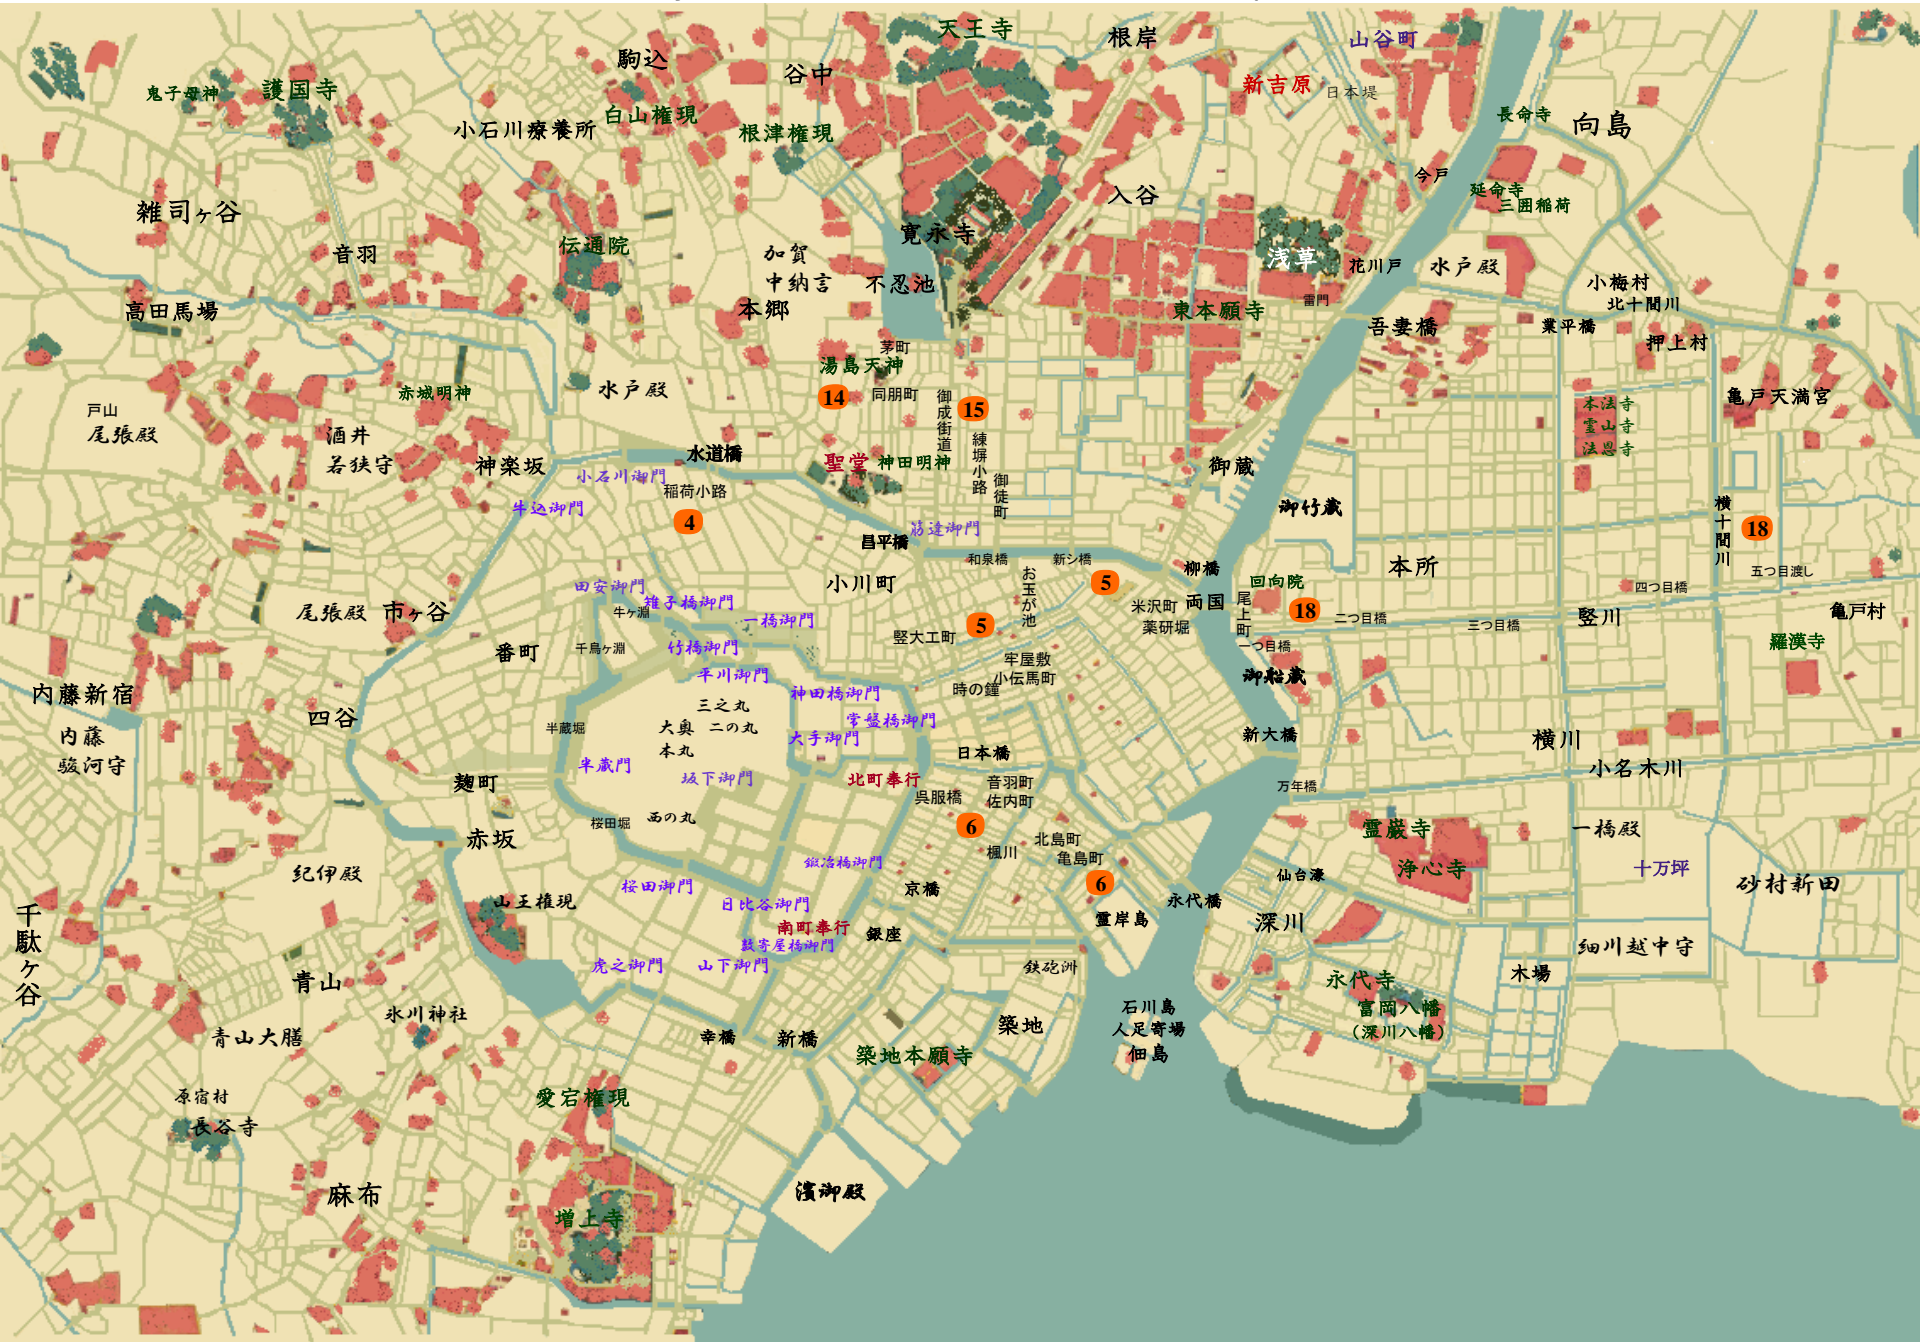 天王寺
根岸
山谷町
駒込
谷中
新吉原
日本堤
鬼子母神
護国寺
白山権現
小石川療養所
根津権現
長命寺
向島
今戸
延命寺
三囲稲荷
入谷
雑司ヶ谷
音羽
伝通院
加賀
中納言
寛永寺
不忍池
浅草
花川戸
水戸殿
小梅村
北十間川
高田馬場
本郷
東本願寺
雷門
吾妻橋
業平橋
押上村
茅町
湯島天神
14
同朋町
御成街道
15
赤城明神
水戸殿
本法寺
霊山寺
法恩寺
亀戸天満宮
戸山
尾張殿
酒井
若狭守
神楽坂
水道橋
聖堂
神田明神
練塀小路
御徒町
御蔵
御竹蔵
横十間川
18
小石川御門
稲荷小路
牛込御門
4
筋違御門
昌平橋
和泉橋
新シ橋
柳橋
本所
五つ目渡し
小川町
お玉が池
5
回向院
四つ目橋
田安御門
雉子橋御門
牛ヶ淵
一橋御門
米沢町
両国
尾上町
18
二つ目橋
三つ目橋
竪川
亀戸村
尾張殿
市ヶ谷
5
竪大工町
薬研堀
一つ目橋
羅漢寺
番町
千鳥ヶ淵
竹橋御門
平川御門
牢屋敷
小伝馬町
時の鐘
御船蔵
内藤新宿
四谷
神田橋御門
三之丸
大奥
二の丸
本丸
常盤橋御門
大手御門
半蔵堀
日本橋
新大橋
横川
内藤
駿河守
半蔵門
坂下御門
北町奉行
音羽町
佐内町
小名木川
万年橋
麹町
呉服橋
桜田堀
西の丸
6
赤坂
北島町
楓川
亀島町
霊巌寺
一橋殿
紀伊殿
鍛冶橋御門
浄心寺
十万坪
砂村新田
桜田御門
京橋
6
仙台濠
山王権現
日比谷御門
永代橋
南町奉行
銀座
霊岸島
深川
千駄ヶ谷
数寄屋橋御門
細川越中守
虎之御門
山下御門
鉄砲洲
木場
青山
永代寺
氷川神社
石川島
人足寄場
佃島
富岡八幡
(深川八幡)
青山大膳
幸橋
新橋
築地
築地本願寺
原宿村
長谷寺
愛宕権現
麻布
増上寺
濱御殿